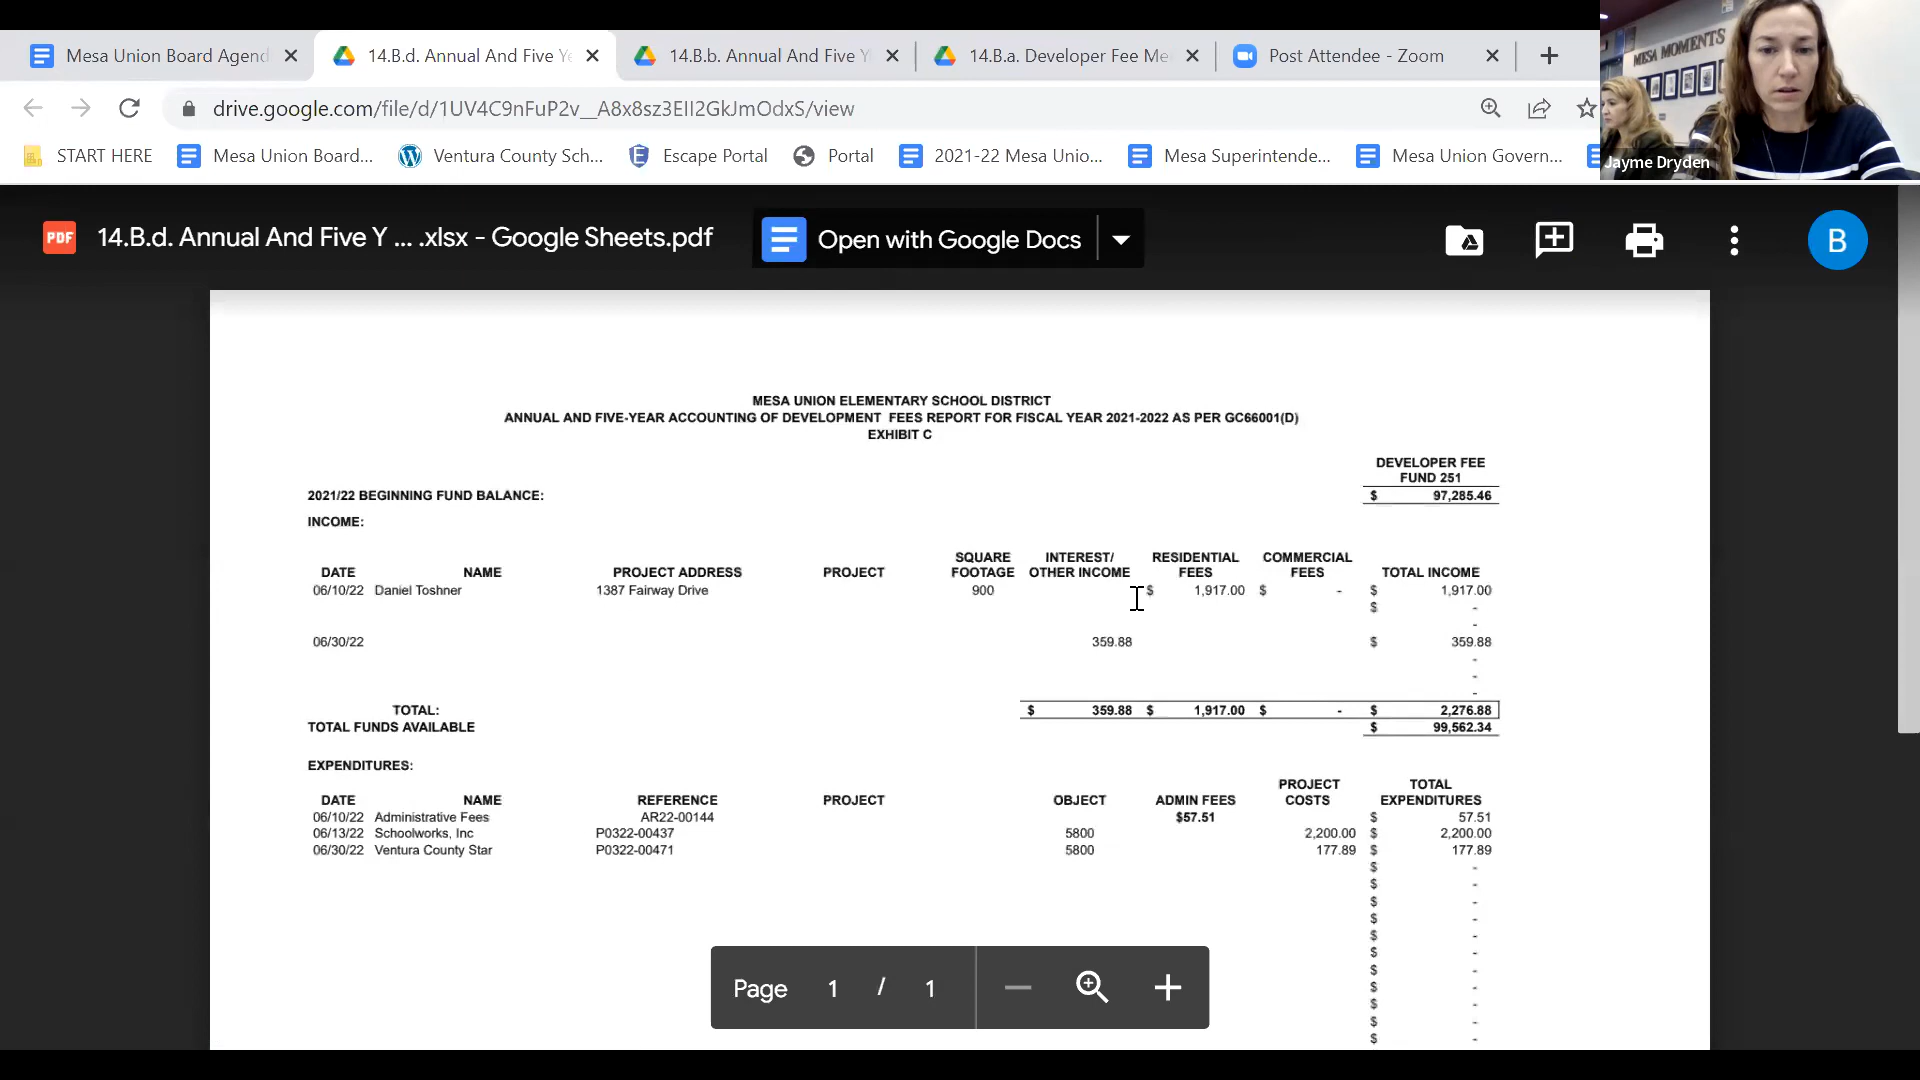 Mesa Union Board Agend
14.B.d. Annual And Five Ye
14.B.b. Annual And Five Y
14.B.a. Developer Fee Me
Post Attendee - Zoom
drive.google.com/file/d/1UV4C9nFuP2v__A8x8sz3EII2GkJmOdxS/view
START HERE
Mesa Union Board...
Ventura County Sch...
Escape Portal
Portal
2021-22 Mesa Unio...
Mesa Superintende...
Mesa Union Govern...
MESA MOMENTS
Jayme Dryden
PDF 14.B.d. Annual And Five Y ... .xlsx - Google Sheets.pdf
Open with Google Docs
B
MESA UNION ELEMENTARY SCHOOL DISTRICT
ANNUAL AND FIVE-YEAR ACCOUNTING OF DEVELOPMENT FEES REPORT FOR FISCAL YEAR 2021-2022 AS PER GC66001(D)
EXHIBIT C
DEVELOPER FEE
FUND 251
2021/22 BEGINNING FUND BALANCE: $ 97,285.46
INCOME:
SQUARE INTEREST/ RESIDENTIAL COMMERCIAL
DATE NAME PROJECT ADDRESS PROJECT FOOTAGE OTHER INCOME FEES FEES TOTAL INCOME
06/10/22 Daniel Toshner 1387 Fairway Drive 900 $ 1,917.00 $ - $ 1,917.00
$ -
-
06/30/22 359.88 $ 359.88
-
-
-
TOTAL: $ 359.88 $ 1,917.00 $ - $ 2,276.88
TOTAL FUNDS AVAILABLE $ 99,562.34
EXPENDITURES:
PROJECT TOTAL
DATE NAME REFERENCE PROJECT OBJECT ADMIN FEES COSTS EXPENDITURES
06/10/22 Administrative Fees AR22-00144 $57.51 $ 57.51
06/13/22 Schoolworks, Inc P0322-00437 5800 2,200.00 $ 2,200.00
06/30/22 Ventura County Star P0322-00471 5800 177.89 $ 177.89
$ -
$ -
$ -
$ -
$ -
$ -
$ -
$ -
$ -
$ -
$ -
Page 1 / 1